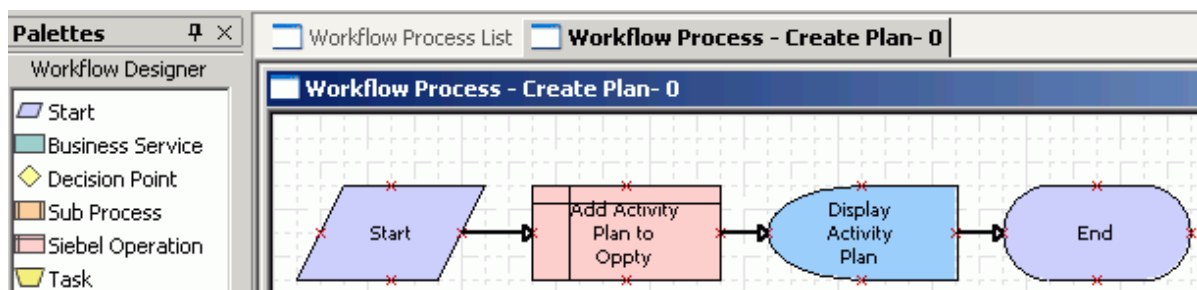 Palettes
Workflow Designer
Start
Business Service
Decision Point
Sub Process
Siebel Operation
Task
Workflow Process List
Workflow Process - Create Plan- 0
Workflow Process - Create Plan- 0
Start
Add Activity
Plan to
Oppty
Display
Activity
Plan
End